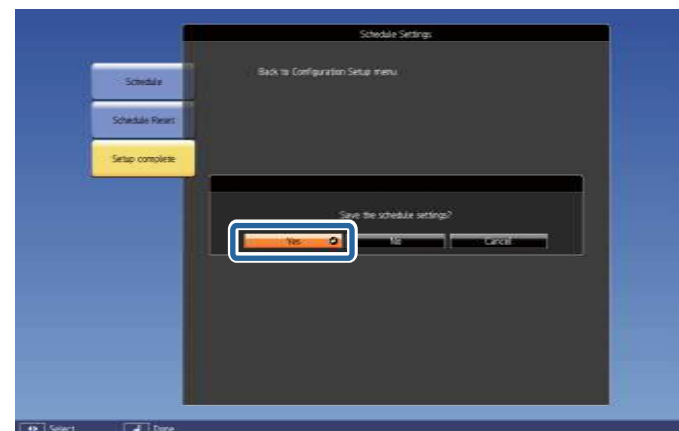 Schedule Settings
Schedule
Schedule Reset
Setup complete
Back to Configuration Setup menu
Save the schedule settings?
Yes
No
Cancel
Select
Done